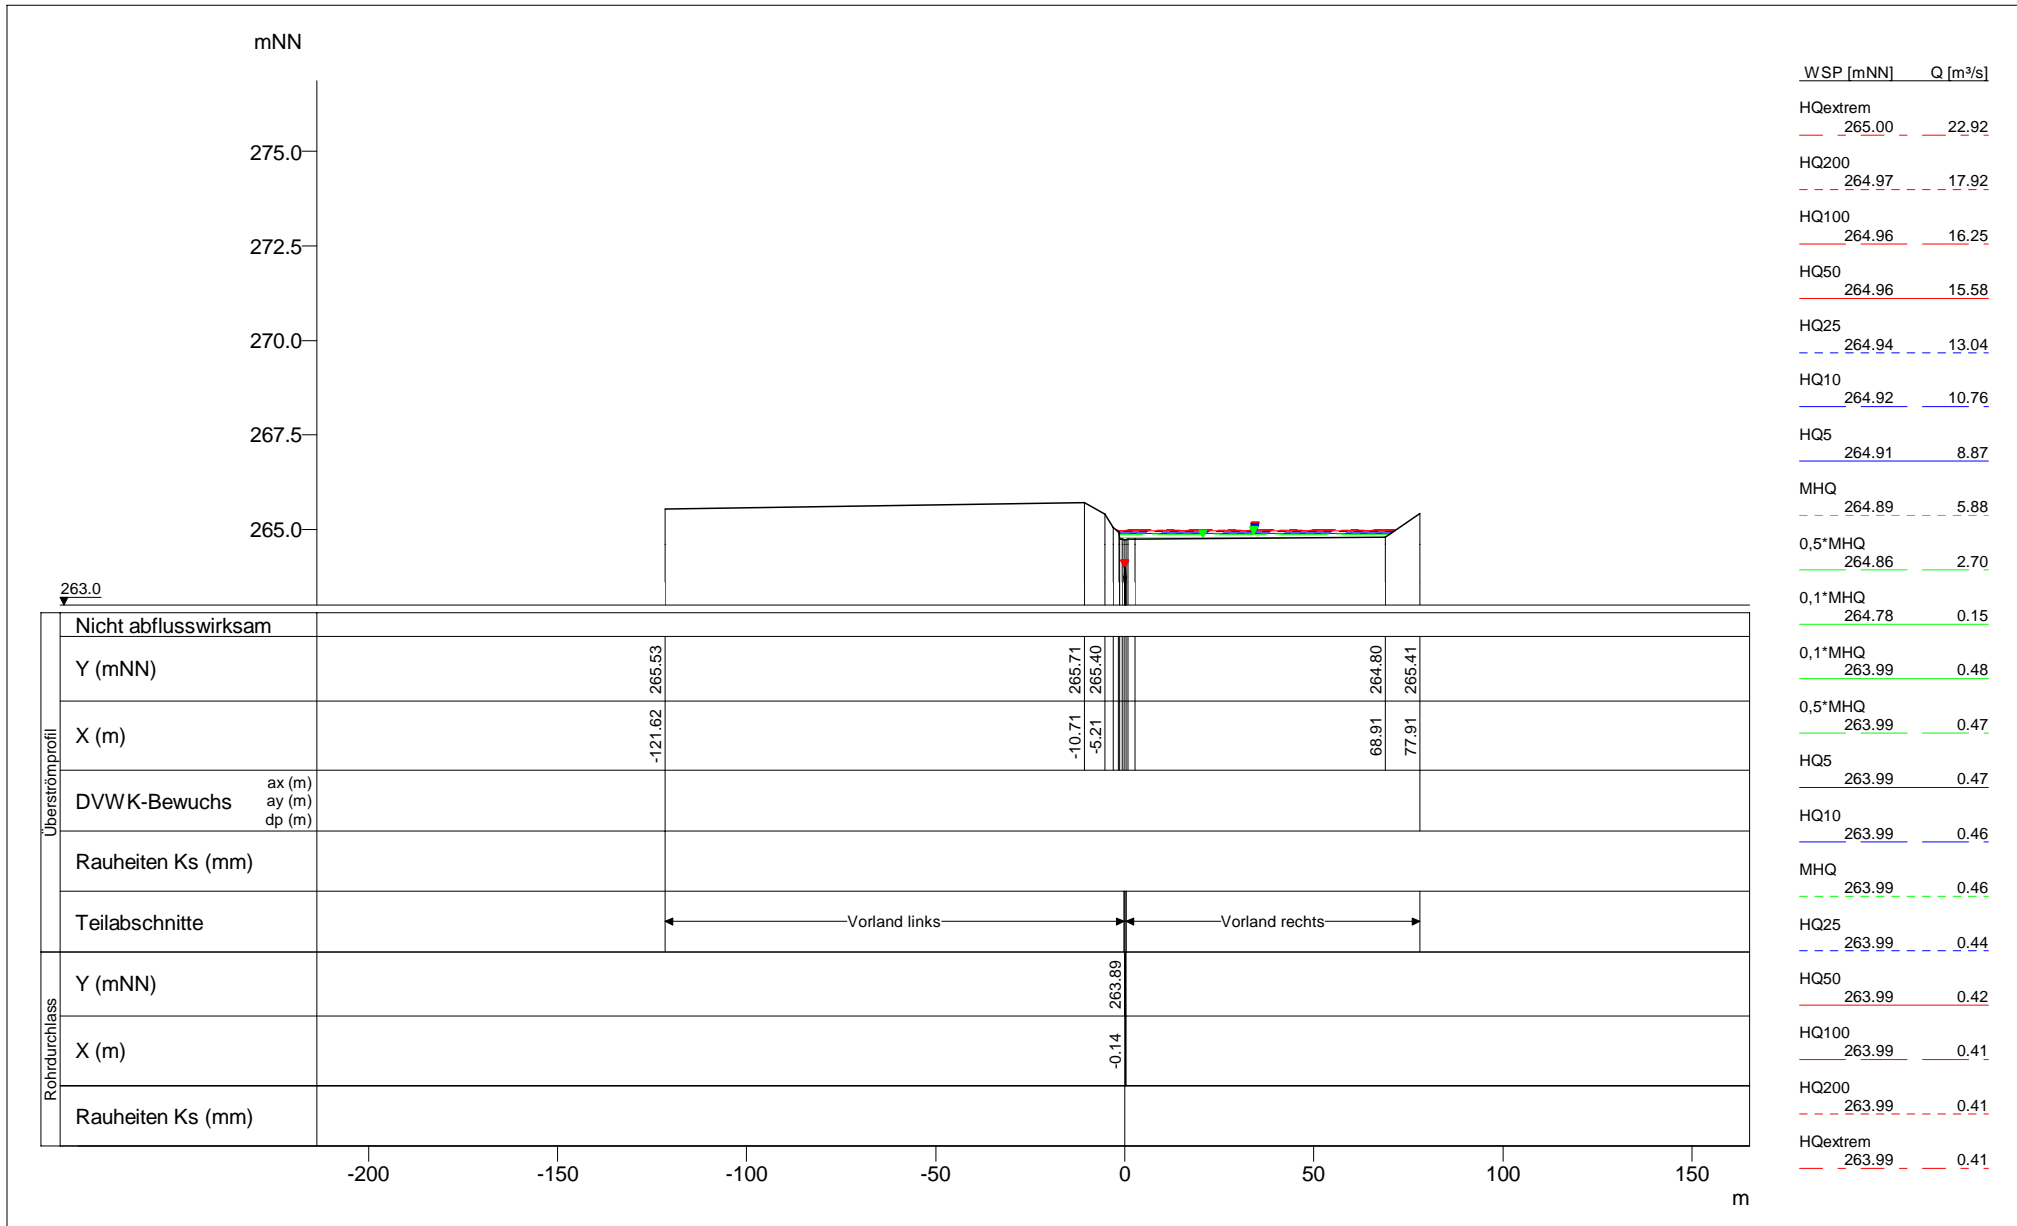 mNN
275.0
272.5
270.0
267.5
265.0
263.0
Überströmprofil
Nicht abflusswirksam
Y (mNN)
265.53
265.71
265.40
264.80
265.41
X (m)
-121.62
-10.71
-5.21
68.91
77.91
DVWK-Bewuchs
ax (m)
ay (m)
dp (m)
Rauheiten Ks (mm)
Teilabschnitte
Vorland links
Vorland rechts
Rohrdurchlass
Y (mNN)
263.89
X (m)
-0.14
Rauheiten Ks (mm)
-200 -150 -100 -50 0 50 100 150
m
WSP [mNN] Q [m³/s]
HQextrem
265.00 22.92
HQ200
264.97 17.92
HQ100
264.96 16.25
HQ50
264.96 15.58
HQ25
264.94 13.04
HQ10
264.92 10.76
HQ5
264.91 8.87
MHQ
264.89 5.88
0,5*MHQ
264.86 2.70
0,1*MHQ
264.78 0.15
0,1*MHQ
263.99 0.48
0,5*MHQ
263.99 0.47
HQ5
263.99 0.47
HQ10
263.99 0.46
MHQ
263.99 0.46
HQ25
263.99 0.44
HQ50
263.99 0.42
HQ100
263.99 0.41
HQ200
263.99 0.41
HQextrem
263.99 0.41